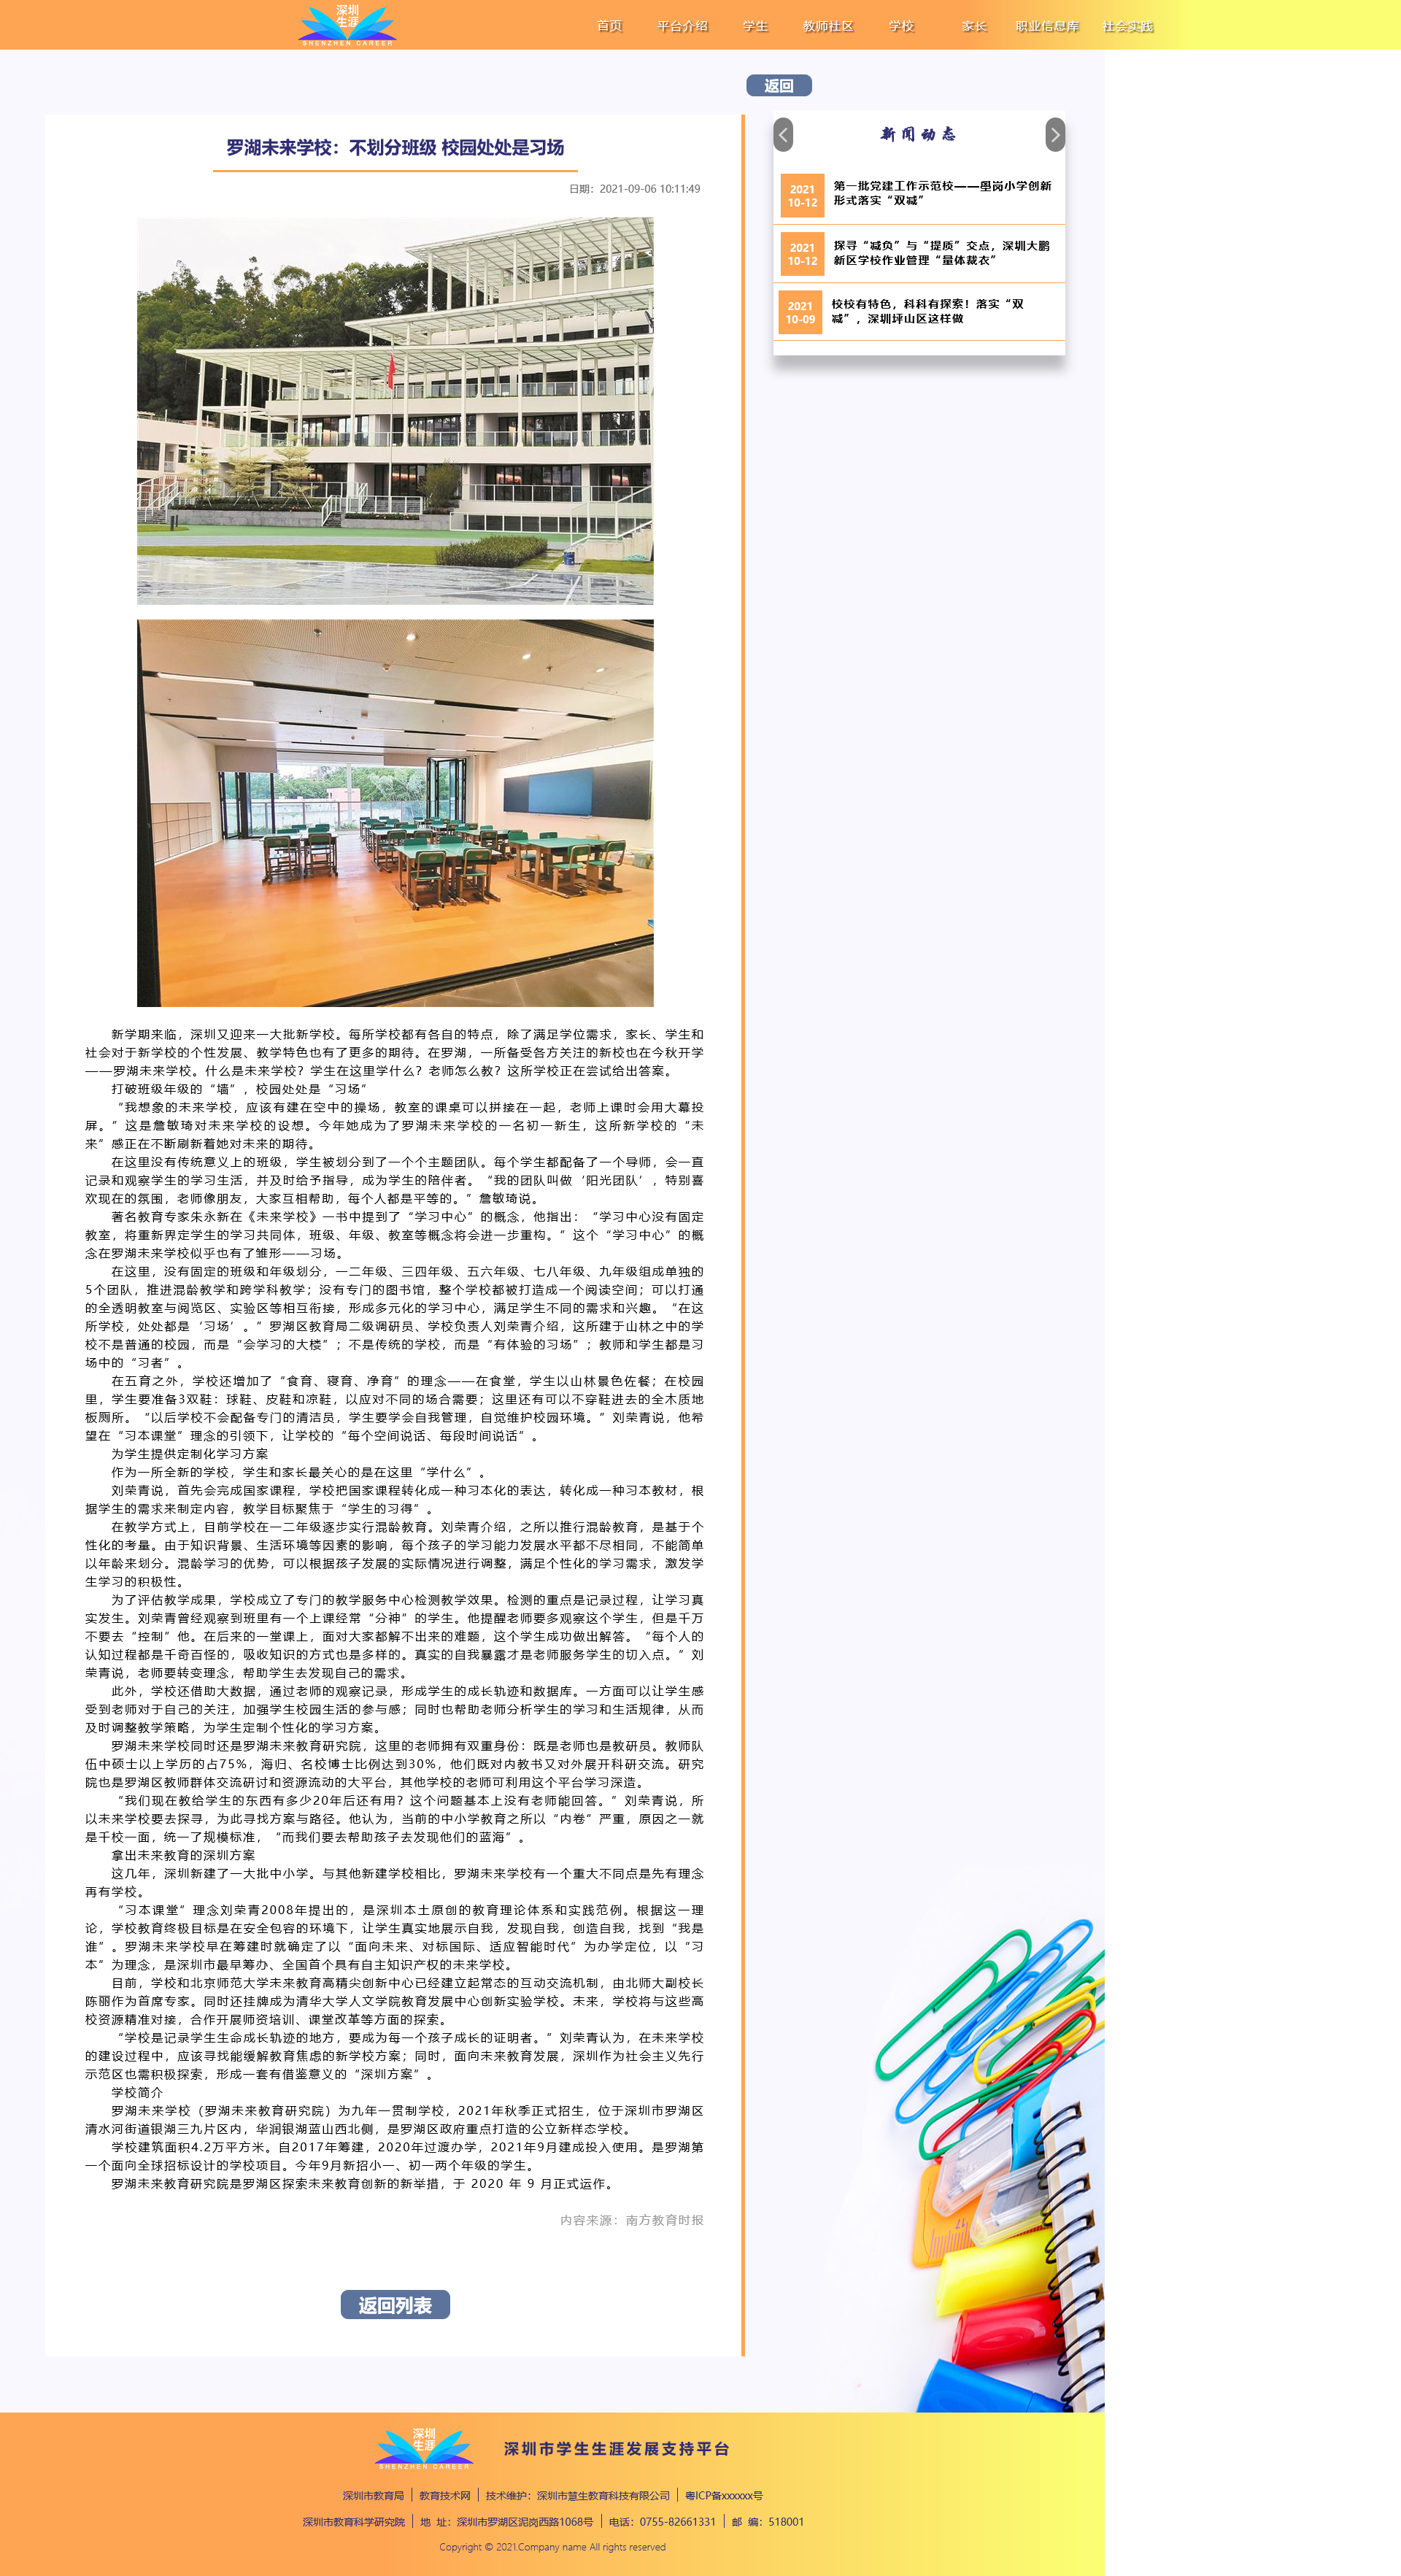 深圳
生涯
SHENZHEN CAREER
首页 平台介绍 学生 教师社区 学校 家长 职业信息库 社会实践
返回
罗湖未来学校：不划分班级 校园处处是习场
日期：2021-09-06 10:11:49
新学期来临，深圳又迎来一大批新学校。每所学校都有各自的特点，除了满足学位需求，家长、学生和
社会对于新学校的个性发展、教学特色也有了更多的期待。在罗湖，一所备受各方关注的新校也在今秋开学
——罗湖未来学校。什么是未来学校？学生在这里学什么？老师怎么教？这所学校正在尝试给出答案。
打破班级年级的“墙”，校园处处是“习场”
“我想象的未来学校，应该有建在空中的操场，教室的课桌可以拼接在一起，老师上课时会用大幕投
屏。”这是詹敏琦对未来学校的设想。今年她成为了罗湖未来学校的一名初一新生，这所新学校的“未
来”感正在不断刷新着她对未来的期待。
在这里没有传统意义上的班级，学生被划分到了一个个主题团队。每个学生都配备了一个导师，会一直
记录和观察学生的学习生活，并及时给予指导，成为学生的陪伴者。“我的团队叫做‘阳光团队’，特别喜
欢现在的氛围，老师像朋友，大家互相帮助，每个人都是平等的。”詹敏琦说。
著名教育专家朱永新在《未来学校》一书中提到了“学习中心”的概念，他指出：“学习中心没有固定
教室，将重新界定学生的学习共同体，班级、年级、教室等概念将会进一步重构。”这个“学习中心”的概
念在罗湖未来学校似乎也有了雏形——习场。
在这里，没有固定的班级和年级划分，一二年级、三四年级、五六年级、七八年级、九年级组成单独的
5个团队，推进混龄教学和跨学科教学；没有专门的图书馆，整个学校都被打造成一个阅读空间；可以打通
的全透明教室与阅览区、实验区等相互衔接，形成多元化的学习中心，满足学生不同的需求和兴趣。“在这
所学校，处处都是‘习场’。”罗湖区教育局二级调研员、学校负责人刘荣青介绍，这所建于山林之中的学
校不是普通的校园，而是“会学习的大楼”；不是传统的学校，而是“有体验的习场”；教师和学生都是习
场中的“习者”。
在五育之外，学校还增加了“食育、寝育、净育”的理念——在食堂，学生以山林景色佐餐；在校园
里，学生要准备3双鞋：球鞋、皮鞋和凉鞋，以应对不同的场合需要；这里还有可以不穿鞋进去的全木质地
板厕所。“以后学校不会配备专门的清洁员，学生要学会自我管理，自觉维护校园环境。”刘荣青说，他希
望在“习本课堂”理念的引领下，让学校的“每个空间说话、每段时间说话”。
为学生提供定制化学习方案
作为一所全新的学校，学生和家长最关心的是在这里“学什么”。
刘荣青说，首先会完成国家课程，学校把国家课程转化成一种习本化的表达，转化成一种习本教材，根
据学生的需求来制定内容，教学目标聚焦于“学生的习得”。
在教学方式上，目前学校在一二年级逐步实行混龄教育。刘荣青介绍，之所以推行混龄教育，是基于个
性化的考量。由于知识背景、生活环境等因素的影响，每个孩子的学习能力发展水平都不尽相同，不能简单
以年龄来划分。混龄学习的优势，可以根据孩子发展的实际情况进行调整，满足个性化的学习需求，激发学
生学习的积极性。
为了评估教学成果，学校成立了专门的教学服务中心检测教学效果。检测的重点是记录过程，让学习真
实发生。刘荣青曾经观察到班里有一个上课经常“分神”的学生。他提醒老师要多观察这个学生，但是千万
不要去“控制”他。在后来的一堂课上，面对大家都解不出来的难题，这个学生成功做出解答。“每个人的
认知过程都是千奇百怪的，吸收知识的方式也是多样的。真实的自我暴露才是老师服务学生的切入点。”刘
荣青说，老师要转变理念，帮助学生去发现自己的需求。
此外，学校还借助大数据，通过老师的观察记录，形成学生的成长轨迹和数据库。一方面可以让学生感
受到老师对于自己的关注，加强学生校园生活的参与感；同时也帮助老师分析学生的学习和生活规律，从而
及时调整教学策略，为学生定制个性化的学习方案。
罗湖未来学校同时还是罗湖未来教育研究院，这里的老师拥有双重身份：既是老师也是教研员。教师队
伍中硕士以上学历的占75%，海归、名校博士比例达到30%，他们既对内教书又对外展开科研交流。研究
院也是罗湖区教师群体交流研讨和资源流动的大平台，其他学校的老师可利用这个平台学习深造。
“我们现在教给学生的东西有多少20年后还有用？这个问题基本上没有老师能回答。”刘荣青说，所
以未来学校要去探寻，为此寻找方案与路径。他认为，当前的中小学教育之所以“内卷”严重，原因之一就
是千校一面，统一了规模标准，“而我们要去帮助孩子去发现他们的蓝海”。
拿出未来教育的深圳方案
这几年，深圳新建了一大批中小学。与其他新建学校相比，罗湖未来学校有一个重大不同点是先有理念
再有学校。
“习本课堂”理念刘荣青2008年提出的，是深圳本土原创的教育理论体系和实践范例。根据这一理
论，学校教育终极目标是在安全包容的环境下，让学生真实地展示自我，发现自我，创造自我，找到“我是
谁”。罗湖未来学校早在筹建时就确定了以“面向未来、对标国际、适应智能时代”为办学定位，以“习
本”为理念，是深圳市最早筹办、全国首个具有自主知识产权的未来学校。
目前，学校和北京师范大学未来教育高精尖创新中心已经建立起常态的互动交流机制，由北师大副校长
陈丽作为首席专家。同时还挂牌成为清华大学人文学院教育发展中心创新实验学校。未来，学校将与这些高
校资源精准对接，合作开展师资培训、课堂改革等方面的探索。
“学校是记录学生生命成长轨迹的地方，要成为每一个孩子成长的证明者。”刘荣青认为，在未来学校
的建设过程中，应该寻找能缓解教育焦虑的新学校方案；同时，面向未来教育发展，深圳作为社会主义先行
示范区也需积极探索，形成一套有借鉴意义的“深圳方案”。
学校简介
罗湖未来学校（罗湖未来教育研究院）为九年一贯制学校，2021年秋季正式招生，位于深圳市罗湖区
清水河街道银湖三九片区内，华润银湖蓝山西北侧，是罗湖区政府重点打造的公立新样态学校。
学校建筑面积4.2万平方米。自2017年筹建，2020年过渡办学，2021年9月建成投入使用。是罗湖第
一个面向全球招标设计的学校项目。今年9月新招小一、初一两个年级的学生。
罗湖未来教育研究院是罗湖区探索未来教育创新的新举措，于 2020 年 9 月正式运作。
内容来源：南方教育时报
返回列表
新闻动态
2021
10-12
第一批党建工作示范校——壆岗小学创新
形式落实“双减”
2021
10-12
探寻“减负”与“提质”交点，深圳大鹏
新区学校作业管理“量体裁衣”
2021
10-09
校校有特色，科科有探索！落实“双
减”，深圳坪山区这样做
深圳
生涯
SHENZHEN CAREER
深圳市学生生涯发展支持平台
深圳市教育局 教育技术网 技术维护：深圳市慧生教育科技有限公司 粤ICP备xxxxxx号
深圳市教育科学研究院 地 址：深圳市罗湖区泥岗西路1068号 电话：0755-82661331 邮 编：518001
Copyright © 2021.Company name All rights reserved